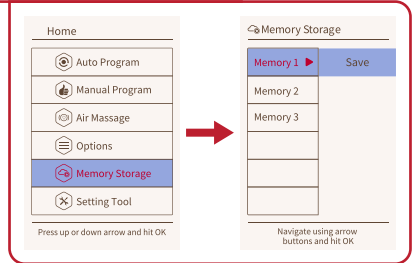 Home
Auto Program
Manual Program
Air Massage
Options
Memory Storage
Setting Tool
Press up or down arrow and hit OK
Memory Storage
Memory 1 Save
Memory 2
Memory 3
Navigate using arrow
buttons and hit OK